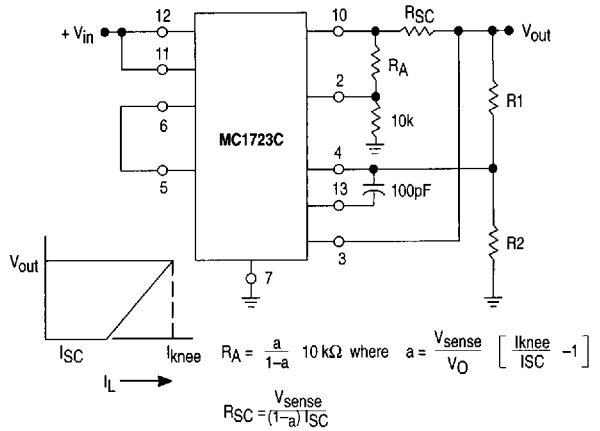 12
10
RSC
+ Vin
Vout
11
RA
2
R1
6
10k
MC1723C
4
5
13
100pF
3
R2
7
Vout
ISC
Iknee
IL
RA = a/1–a 10 kΩ where a = Vsense/VO [ Iknee/ISC –1 ]
RSC = Vsense/(1–a) ISC